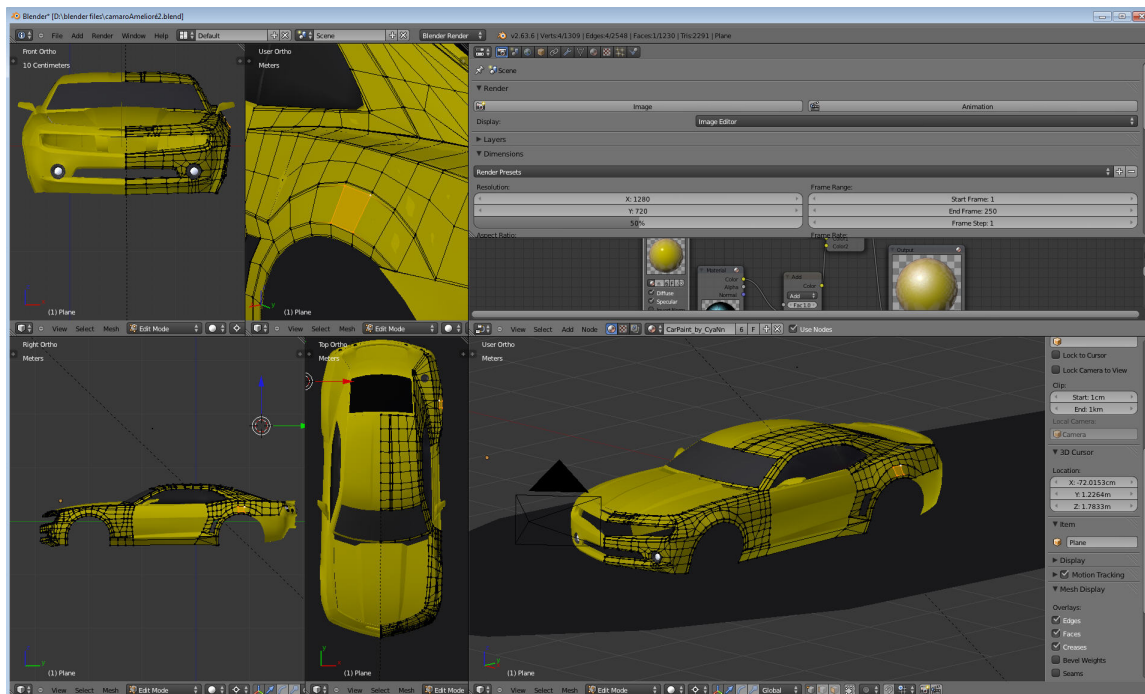 Blender* [D:\blender files\camaroAmelioré2.blend]
File Add Render Window Help Default Scene Blender Render v2.63.6 | Verts:4/1309 | Edges:4/2548 | Faces:1/1230 | Tris:2291 | Plane
Front Ortho
10 Centimeters
(1) Plane
View Select Mesh Edit Mode
User Ortho
Meters
(1) Plane
View Select Mesh Edit Mode
Scene
Render
Image Animation
Display: Image Editor
Layers
Dimensions
Render Presets
Resolution: Frame Range:
X: 1280 Start Frame: 1
Y: 720 End Frame: 250
50% Frame Step: 1
Aspect Ratio: Frame Rate:
Diffuse
Specular
Material
Color
Alpha
Normal
Add
Color
Add
Fac 1.0
Color1
Color2
Output
View Select Add Node CarPaint_by_CyaNn 6 F Use Nodes
Right Ortho
Meters
(1) Plane
View Select Mesh Edit Mode
Top Ortho
Meters
(1) Plane
View Select Mesh Edit Mode
User Ortho
Meters
(1) Plane
View Select Mesh Edit Mode Global
Lock to Cursor
Lock Camera to View
Clip:
Start: 1cm
End: 1km
Local Camera:
Camera
3D Cursor
Location:
X: -72.0153cm
Y: 1.2264m
Z: 1.7833m
Item
Plane
Display
Motion Tracking
Mesh Display
Overlays:
Edges
Faces
Creases
Bevel Weights
Seams